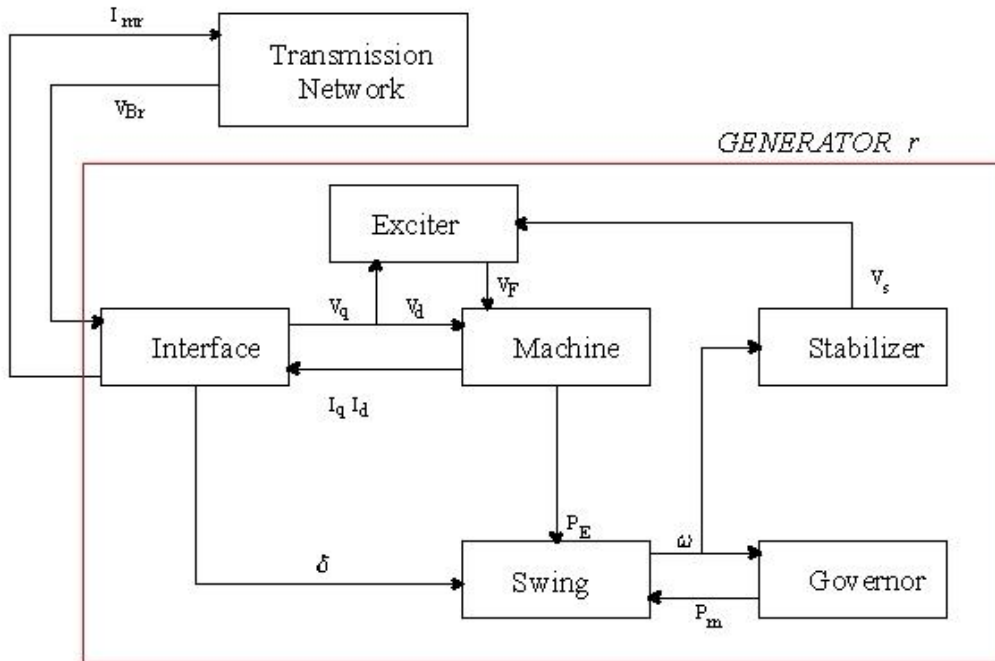 I mr
Transmission
Network
V Br
GENERATOR r
Exciter
V q
V d
V F
V s
Interface
Machine
Stabilizer
I q I d
P E
δ
ω
Swing
Governor
P m